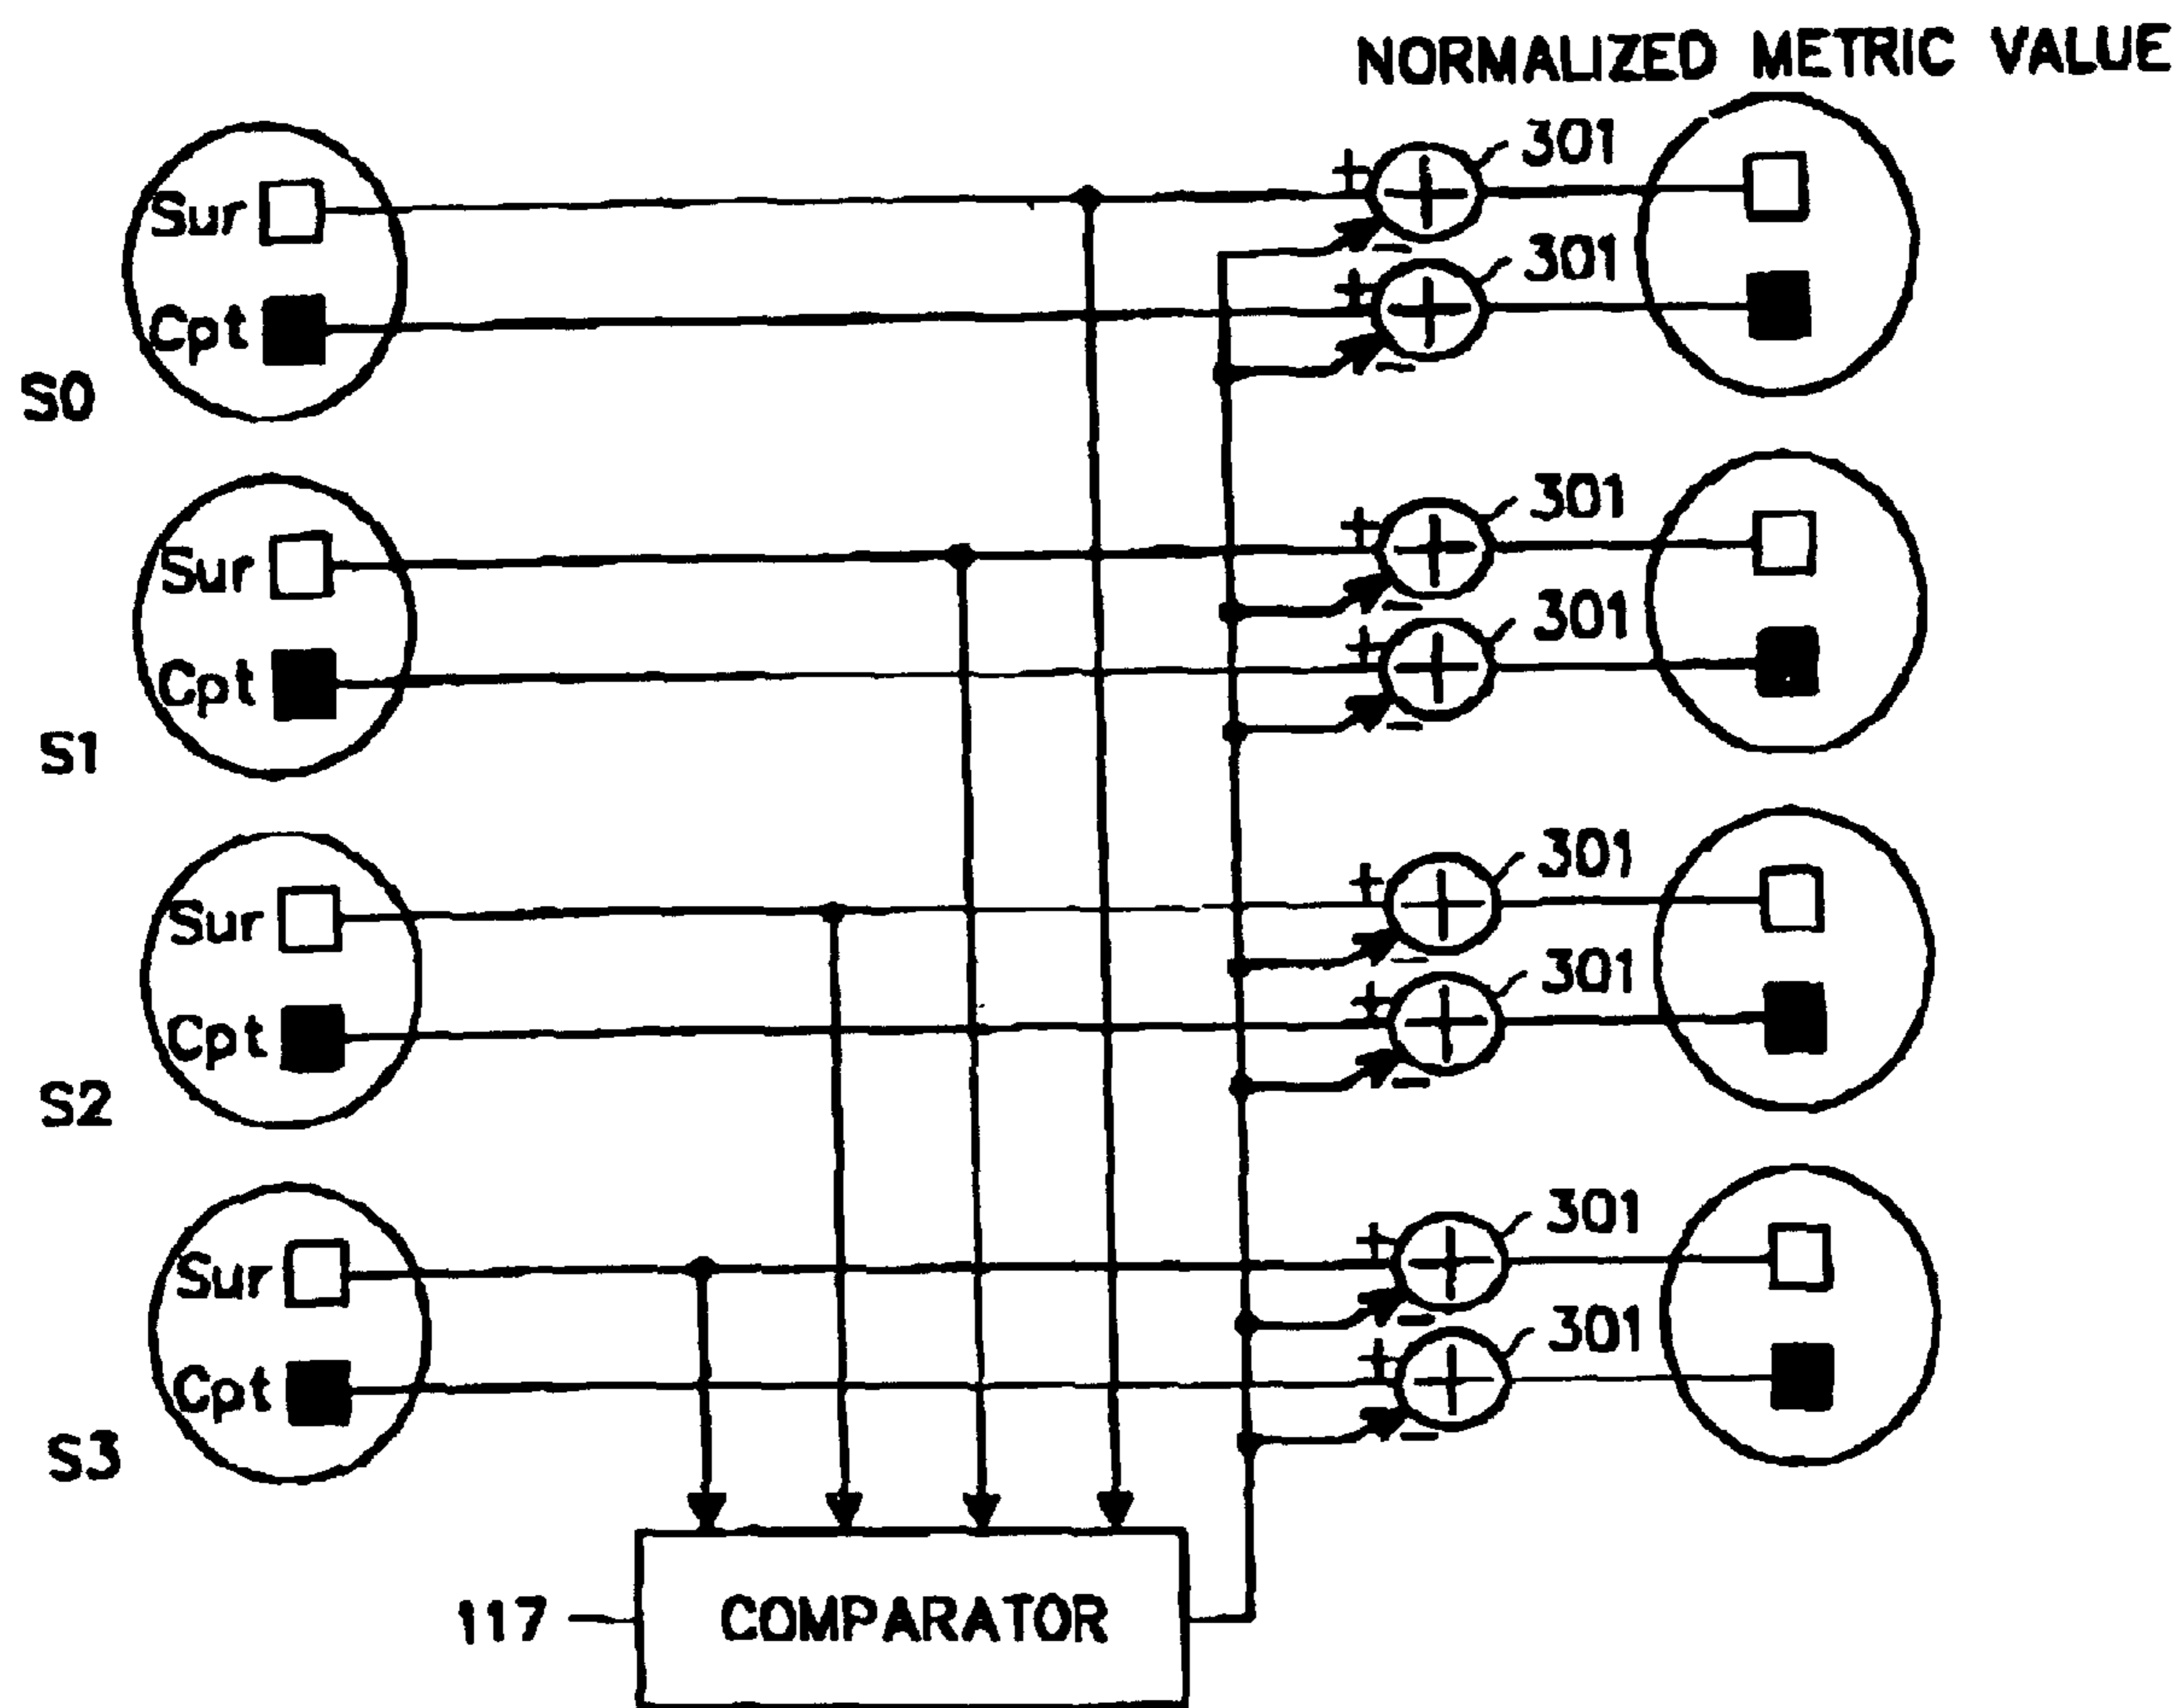 NORMALIZED METRIC VALUE
+ 301
Sur
−
+ 301
Cpt
−
S0
+ 301
Sur
−
+ 301
Cpt
−
S1
+ 301
Sur
−
+ 301
Cpt
−
S2
+ 301
Sur
−
+ 301
Cpt
−
S3
117
COMPARATOR